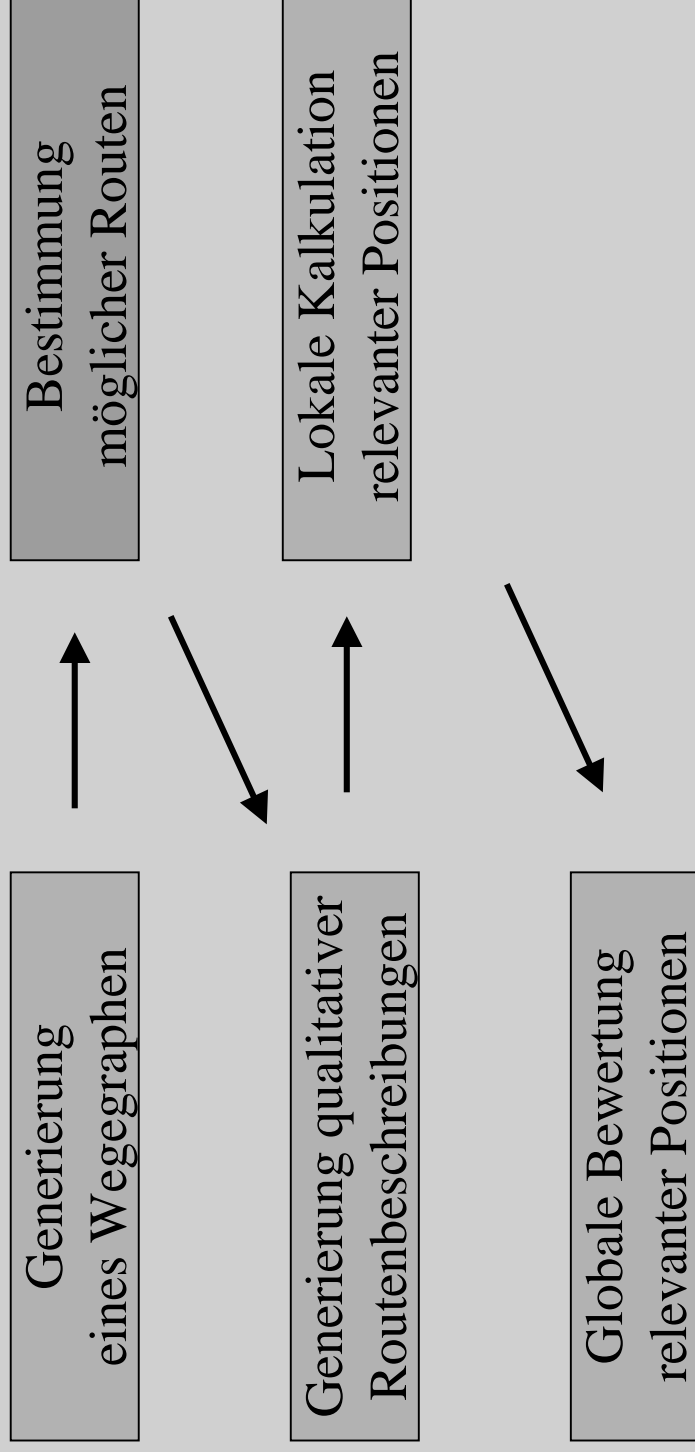 Generierung
eines Wegegraphen
Bestimmung
möglicher Routen
Generierung qualitativer
Routenbeschreibungen
Lokale Kalkulation
relevanter Positionen
Globale Bewertung
relevanter Positionen